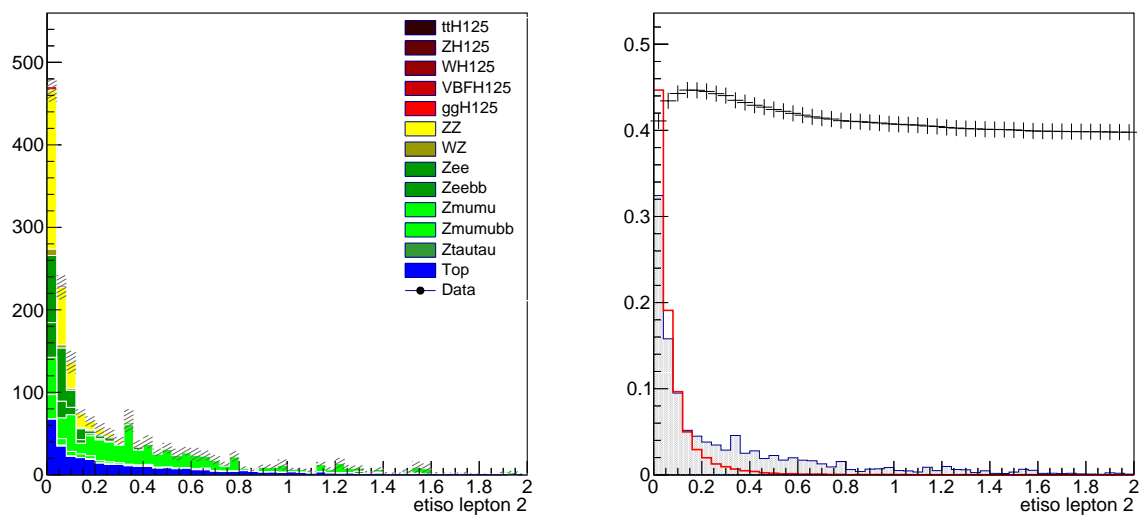 ttH125
ZH125
WH125
VBFH125
ggH125
ZZ
WZ
Zee
Zeebb
Zmumu
Zmumubb
Ztautau
Top
Data
500
400
300
200
100
0
0 0.2 0.4 0.6 0.8 1 1.2 1.4 1.6 1.8 2
etiso lepton 2
0.5
0.4
0.3
0.2
0.1
0
0 0.2 0.4 0.6 0.8 1 1.2 1.4 1.6 1.8 2
etiso lepton 2